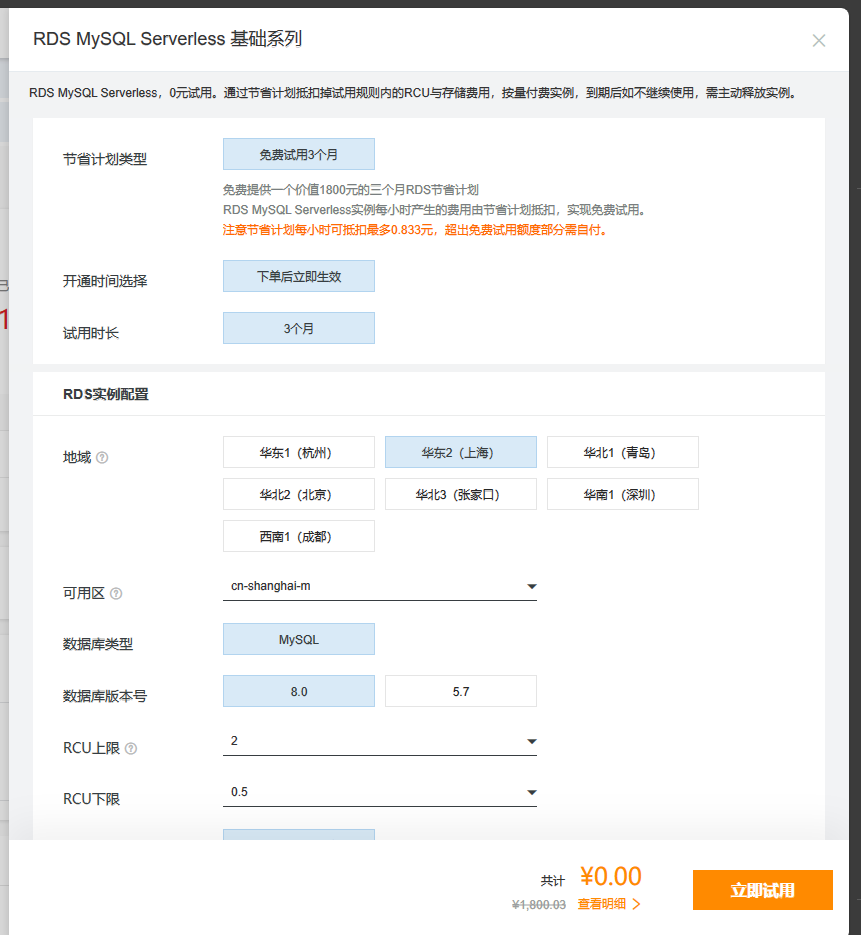 RDS MySQL Serverless 基础系列
RDS MySQL Serverless，0元试用。通过节省计划抵扣掉试用规则内的RCU与存储费用，按量付费实例，到期后如不继续使用，需主动释放实例。
节省计划类型
免费试用3个月
免费提供一个价值1800元的三个月RDS节省计划
RDS MySQL Serverless实例每小时产生的费用由节省计划抵扣，实现免费试用。
注意节省计划每小时可抵扣最多0.833元，超出免费试用额度部分需自付。
开通时间选择
下单后立即生效
试用时长
3个月
RDS实例配置
地域
华东1（杭州）
华东2（上海）
华北1（青岛）
华北2（北京）
华北3（张家口）
华南1（深圳）
西南1（成都）
可用区
cn-shanghai-m
数据库类型
MySQL
数据库版本号
8.0
5.7
RCU上限
2
RCU下限
0.5
共计
¥0.00
¥1,800.03
查看明细
立即试用